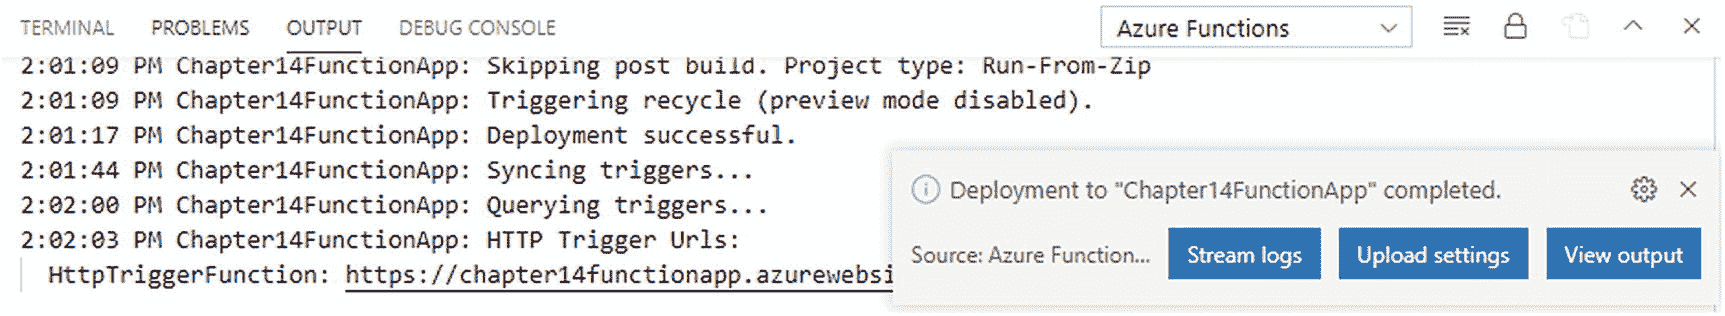 TERMINAL PROBLEMS OUTPUT DEBUG CONSOLE Azure Functions
2:01:09 PM Chapter14FunctionApp: Skipping post build. Project type: Run-From-Zip
2:01:09 PM Chapter14FunctionApp: Triggering recycle (preview mode disabled).
2:01:17 PM Chapter14FunctionApp: Deployment successful.
2:01:44 PM Chapter14FunctionApp: Syncing triggers...
2:02:00 PM Chapter14FunctionApp: Querying triggers...
2:02:03 PM Chapter14FunctionApp: HTTP Trigger Urls:
HttpTriggerFunction: https://chapter14functionapp.azurewebsi
Deployment to "Chapter14FunctionApp" completed.
Source: Azure Function... Stream logs Upload settings View output